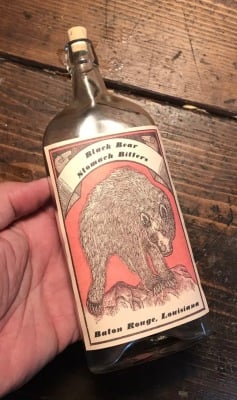 Black Bear
Stomach Bitters
Baton Rouge, Louisiana